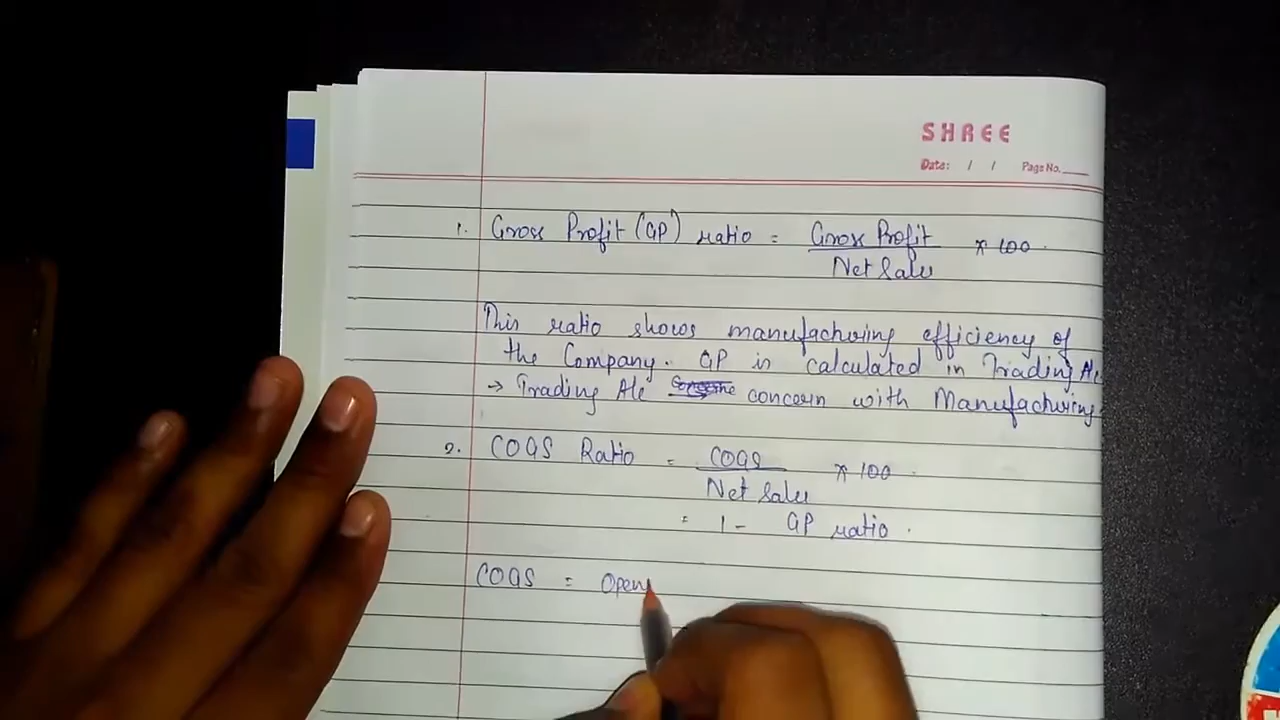 SHREE
Date: / / Page No.
1. Gross Profit (GP) ratio = Gross Profit × 100
Net Sales
This ratio shows manufacturing efficiency of
the Company. GP is calculated in Trading A/c
→ Trading A/c concern with Manufacturing
2. COGS Ratio = COGS × 100
Net Sales
= 1 - GP ratio.
COGS = Openi